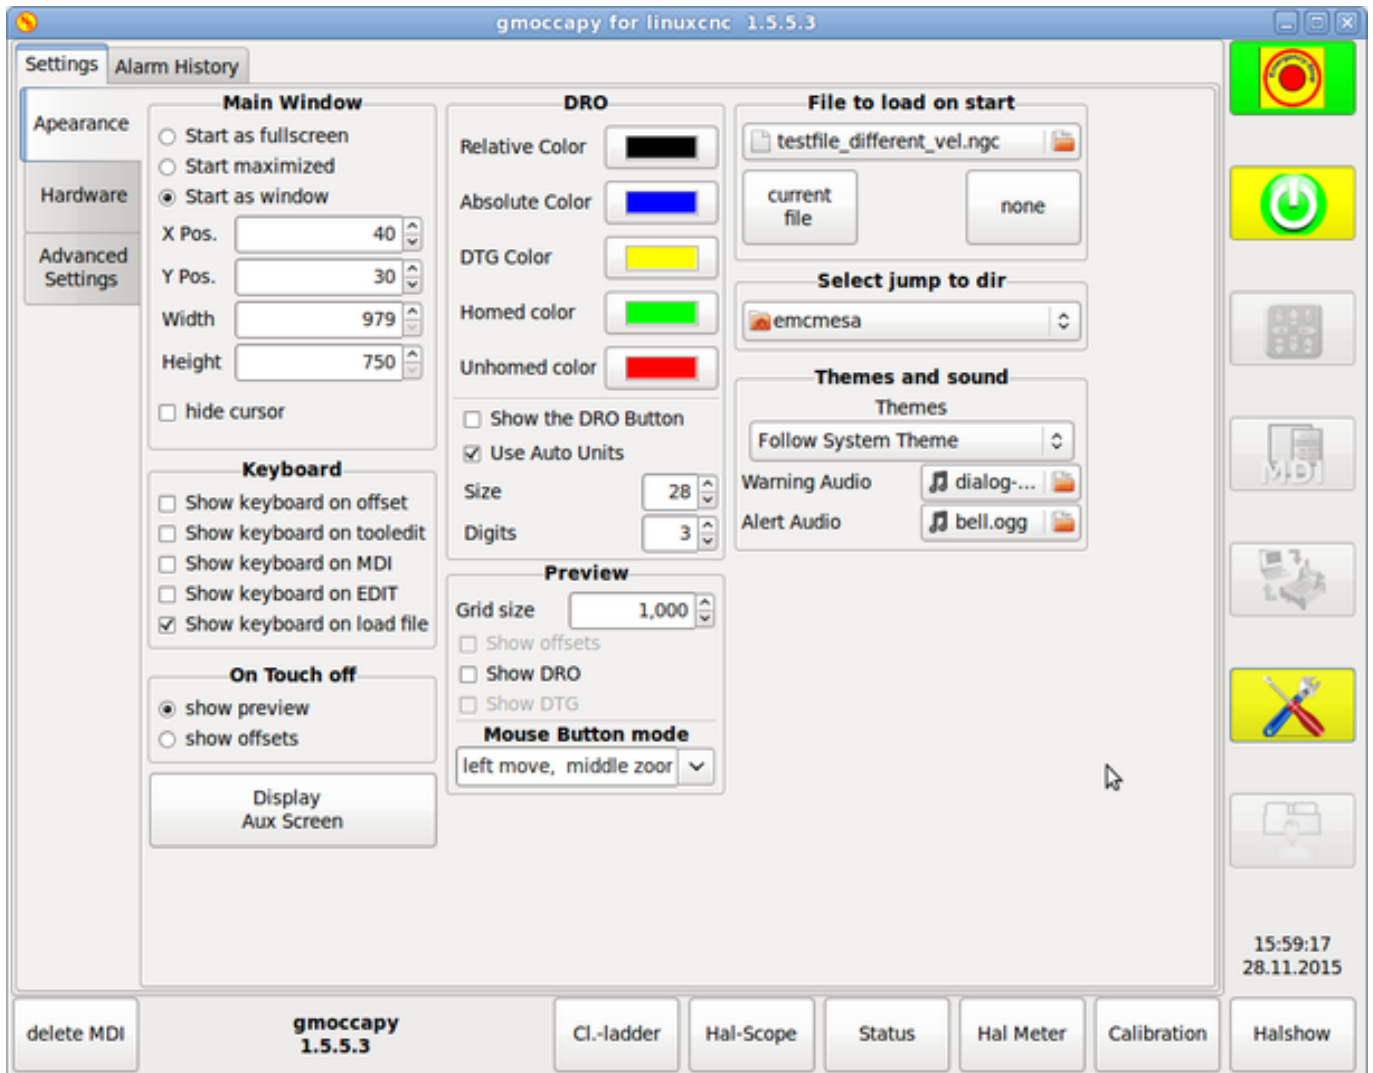 gmoccapy for linuxcnc 1.5.5.3
Settings
Alarm History
Apearance
Hardware
Advanced
Settings
Main Window
Start as fullscreen
Start maximized
Start as window
X Pos. 40
Y Pos. 30
Width 979
Height 750
hide cursor
Keyboard
Show keyboard on offset
Show keyboard on tooledit
Show keyboard on MDI
Show keyboard on EDIT
Show keyboard on load file
On Touch off
show preview
show offsets
Display
Aux Screen
DRO
Relative Color
Absolute Color
DTG Color
Homed color
Unhomed color
Show the DRO Button
Use Auto Units
Size 28
Digits 3
Preview
Grid size 1,000
Show offsets
Show DRO
Show DTG
Mouse Button mode
left move, middle zoor
File to load on start
testfile_different_vel.ngc
current
file
none
Select jump to dir
emcmesa
Themes and sound
Themes
Follow System Theme
Warning Audio dialog-...
Alert Audio bell.ogg
MDI
15:59:17
28.11.2015
delete MDI
gmoccapy
1.5.5.3
Cl.-ladder
Hal-Scope
Status
Hal Meter
Calibration
Halshow